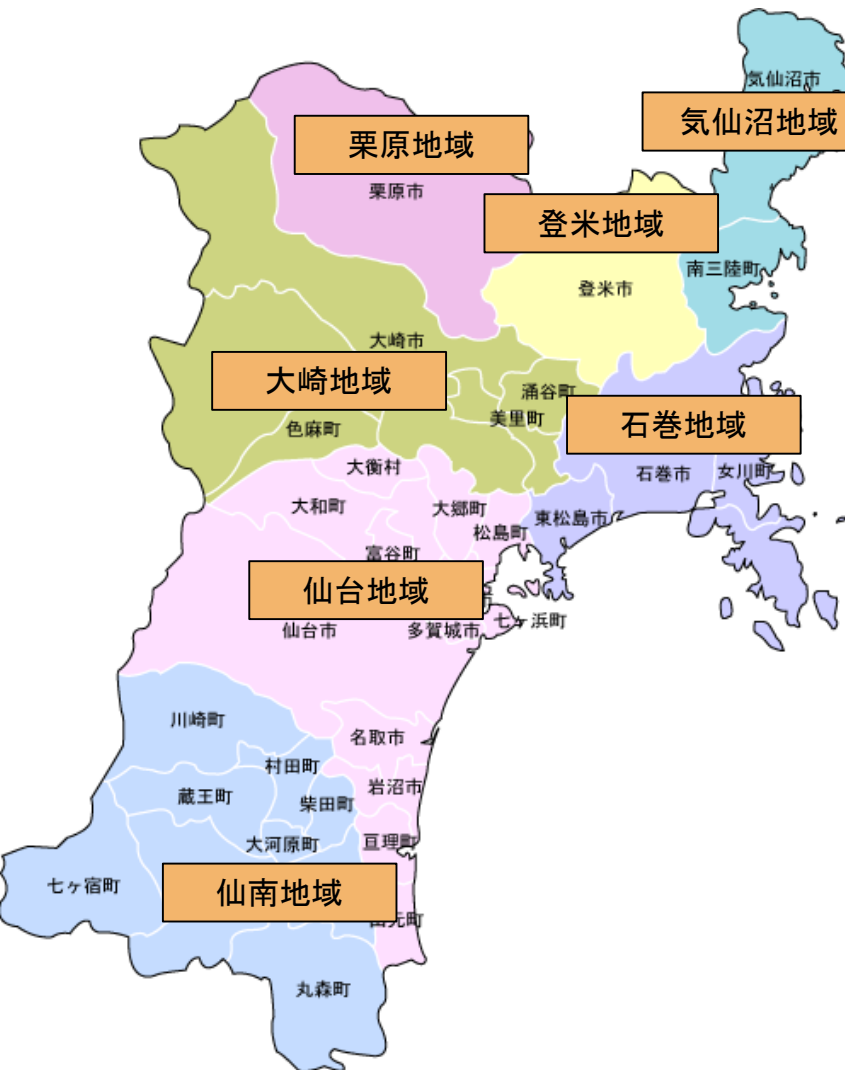 気仙沼市
気仙沼地域
栗原地域
栗原市
登米地域
南三陸町
登米市
大崎市
大崎地域
涌谷町
美里町
石巻地域
色麻町
大衡村
石巻市
女川町
大和町
大郷町
東松島市
松島町
富谷町
仙台地域
七ヶ浜町
仙台市
多賀城市
川崎町
名取市
村田町
岩沼市
蔵王町
柴田町
大河原町
亘理町
七ヶ宿町
仙南地域
山元町
丸森町